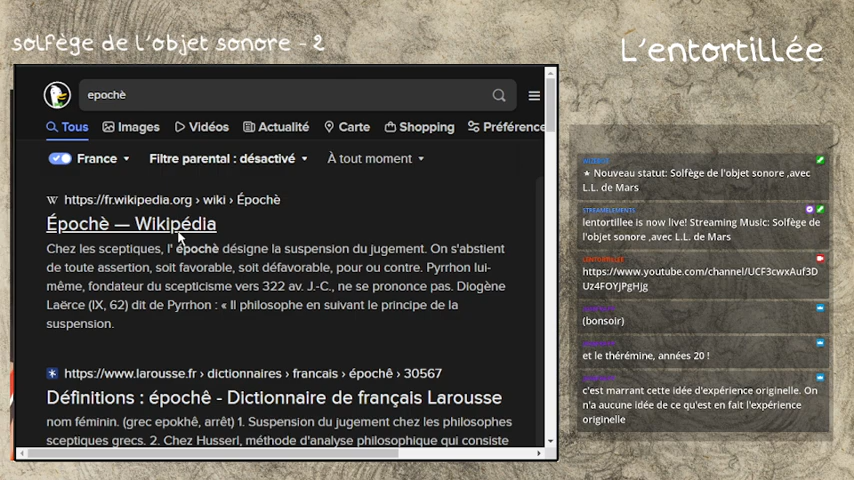 solfège de l'objet sonore - 2
L'entortillée
epochè
Tous Images Vidéos Actualité Carte Shopping Préférence
France Filtre parental : désactivé À tout moment
W https://fr.wikipedia.org › wiki › Épochè
Épochè — Wikipédia
Chez les sceptiques, l' épochè désigne la suspension du jugement. On s'abstient
de toute assertion, soit favorable, soit défavorable, pour ou contre. Pyrrhon lui-
même, fondateur du scepticisme vers 322 av. J.-C., ne se prononce pas. Diogène
Laërce (IX, 62) dit de Pyrrhon : « Il philosophe en suivant le principe de la
suspension.
https://www.larousse.fr › dictionnaires › francais › épochê › 30567
Définitions : épochê - Dictionnaire de français Larousse
nom féminin. (grec epokhê, arrêt) 1. Suspension du jugement chez les philosophes
sceptiques grecs. 2. Chez Husserl, méthode d'analyse philosophique qui consiste
★ Nouveau statut: Solfège de l'objet sonore ,avec
L.L. de Mars
STREAMELEMENTS
lentortillee is now live! Streaming Music: Solfège de
l'objet sonore ,avec L.L. de Mars
LENTORTILLEE
https://www.youtube.com/channel/UCF3cwxAuf3D
Uz4FOYJPgHjg
(bonsoir)
et le thérémine, années 20 !
c'est marrant cette idée d'expérience originelle. On
n'a aucune idée de ce qu'est en fait l'expérience
originelle